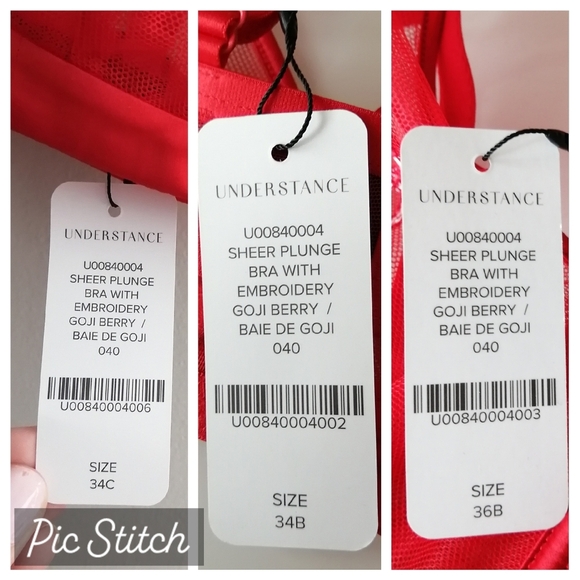 UNDERSTANCE
U00840004
SHEER PLUNGE
BRA WITH
EMBROIDERY
GOJI BERRY /
BAIE DE GOJI
040
U00840004006
SIZE
34C
UNDERSTANCE
U00840004
SHEER PLUNGE
BRA WITH
EMBROIDERY
GOJI BERRY /
BAIE DE GOJI
040
U00840004002
SIZE
34B
UNDERSTANCE
U00840004
SHEER PLUNGE
BRA WITH
EMBROIDERY
GOJI BERRY /
BAIE DE GOJI
040
U00840004003
SIZE
36B
Pic Stitch